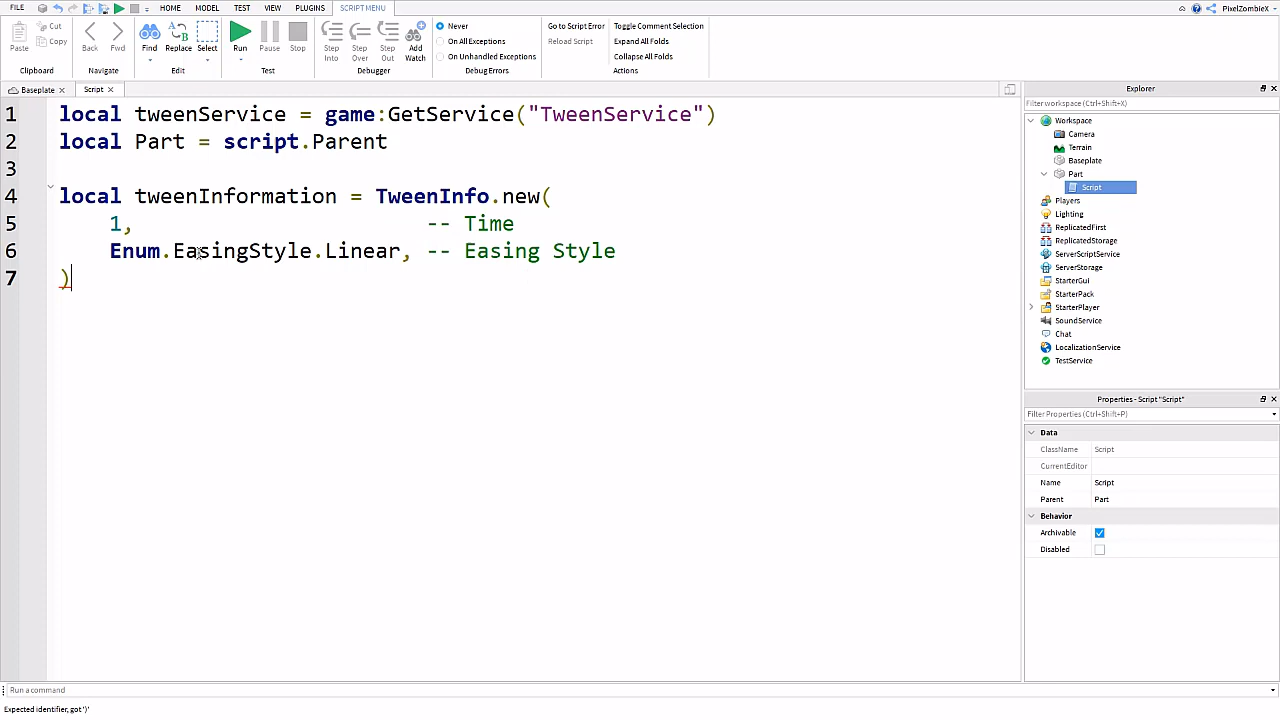 FILE HOME MODEL TEST VIEW PLUGINS SCRIPT MENU PixelZombieX
Paste Cut Copy Back Fwd Find Replace Select Run Pause Stop Step Into Step Over Step Out Add Watch
Never
On All Exceptions
On Unhandled Exceptions
Go to Script Error
Reload Script
Toggle Comment Selection
Expand All Folds
Collapse All Folds
Clipboard Navigate Edit Test Debugger Debug Errors Actions
Baseplate Script
1 local tweenService = game:GetService("TweenService")
2 local Part = script.Parent
3
4 local tweenInformation = TweenInfo.new(
5 1, -- Time
6 Enum.EasingStyle.Linear, -- Easing Style
7 )
Explorer
Filter workspace (Ctrl+Shift+X)
Workspace
Camera
Terrain
Baseplate
Part
Script
Players
Lighting
ReplicatedFirst
ReplicatedStorage
ServerScriptService
ServerStorage
StarterGui
StarterPack
StarterPlayer
SoundService
Chat
LocalizationService
TestService
Properties - Script "Script"
Filter Properties (Ctrl+Shift+P)
Data
ClassName Script
CurrentEditor
Name Script
Parent Part
Behavior
Archivable
Disabled
Run a command
Expected identifier, got ')'